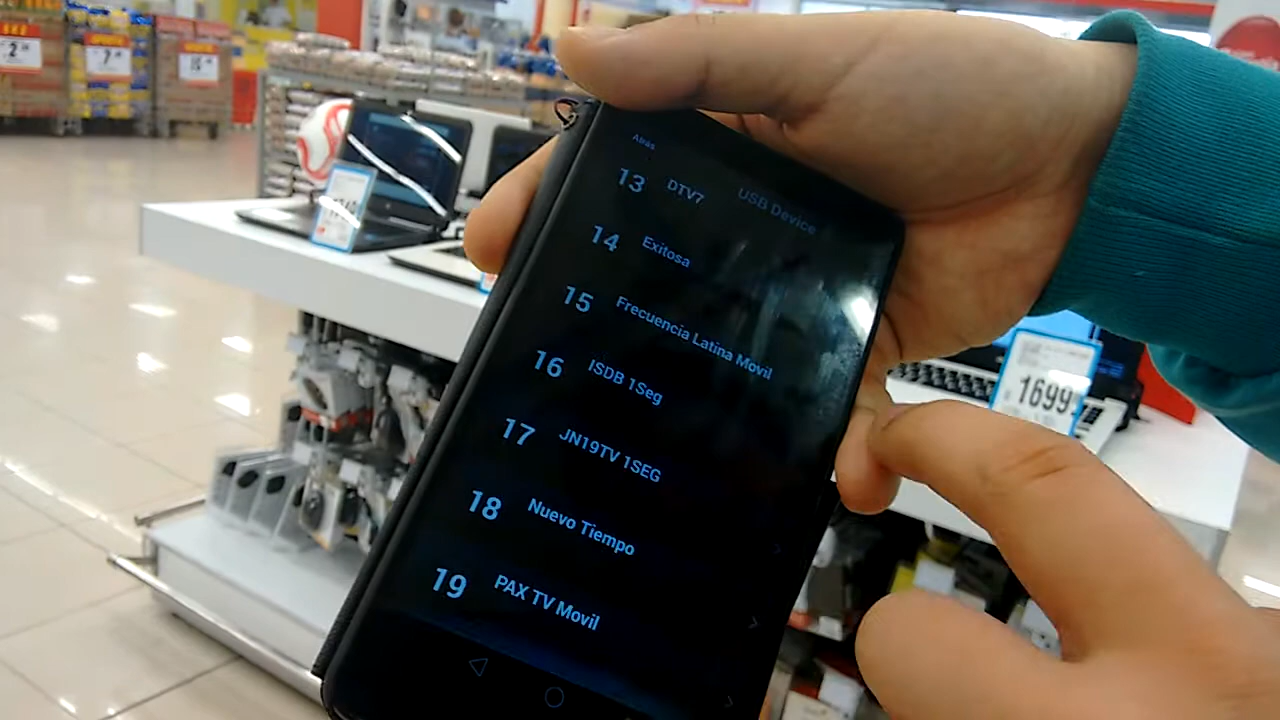 Atrás
USB Device
13 DTV7
14 Exitosa
15 Frecuencia Latina Movil
16 ISDB 1Seg
17 JN19TV 1SEG
18 Nuevo Tiempo
19 PAX TV Movil
1699